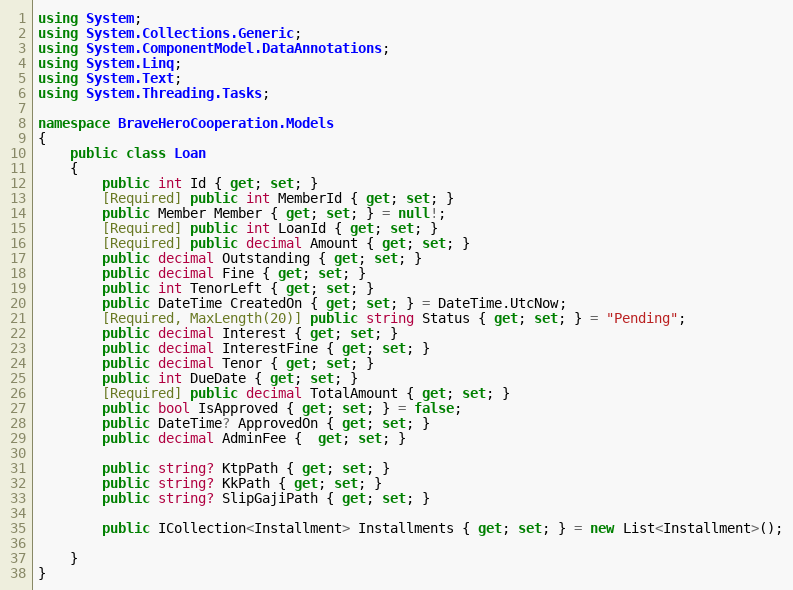 1 using System;
2 using System.Collections.Generic;
3 using System.ComponentModel.DataAnnotations;
4 using System.Linq;
5 using System.Text;
6 using System.Threading.Tasks;
7
8 namespace BraveHeroCooperation.Models
9 {
10     public class Loan
11     {
12         public int Id { get; set; }
13         [Required] public int MemberId { get; set; }
14         public Member Member { get; set; } = null!;
15         [Required] public int LoanId { get; set; }
16         [Required] public decimal Amount { get; set; }
17         public decimal Outstanding { get; set; }
18         public decimal Fine { get; set; }
19         public int TenorLeft { get; set; }
20         public DateTime CreatedOn { get; set; } = DateTime.UtcNow;
21         [Required, MaxLength(20)] public string Status { get; set; } = "Pending";
22         public decimal Interest { get; set; }
23         public decimal InterestFine { get; set; }
24         public decimal Tenor { get; set; }
25         public int DueDate { get; set; }
26         [Required] public decimal TotalAmount { get; set; }
27         public bool IsApproved { get; set; } = false;
28         public DateTime? ApprovedOn { get; set; }
29         public decimal AdminFee {  get; set; }
30
31         public string? KtpPath { get; set; }
32         public string? KkPath { get; set; }
33         public string? SlipGajiPath { get; set; }
34
35         public ICollection<Installment> Installments { get; set; } = new List<Installment>();
36
37     }
38 }